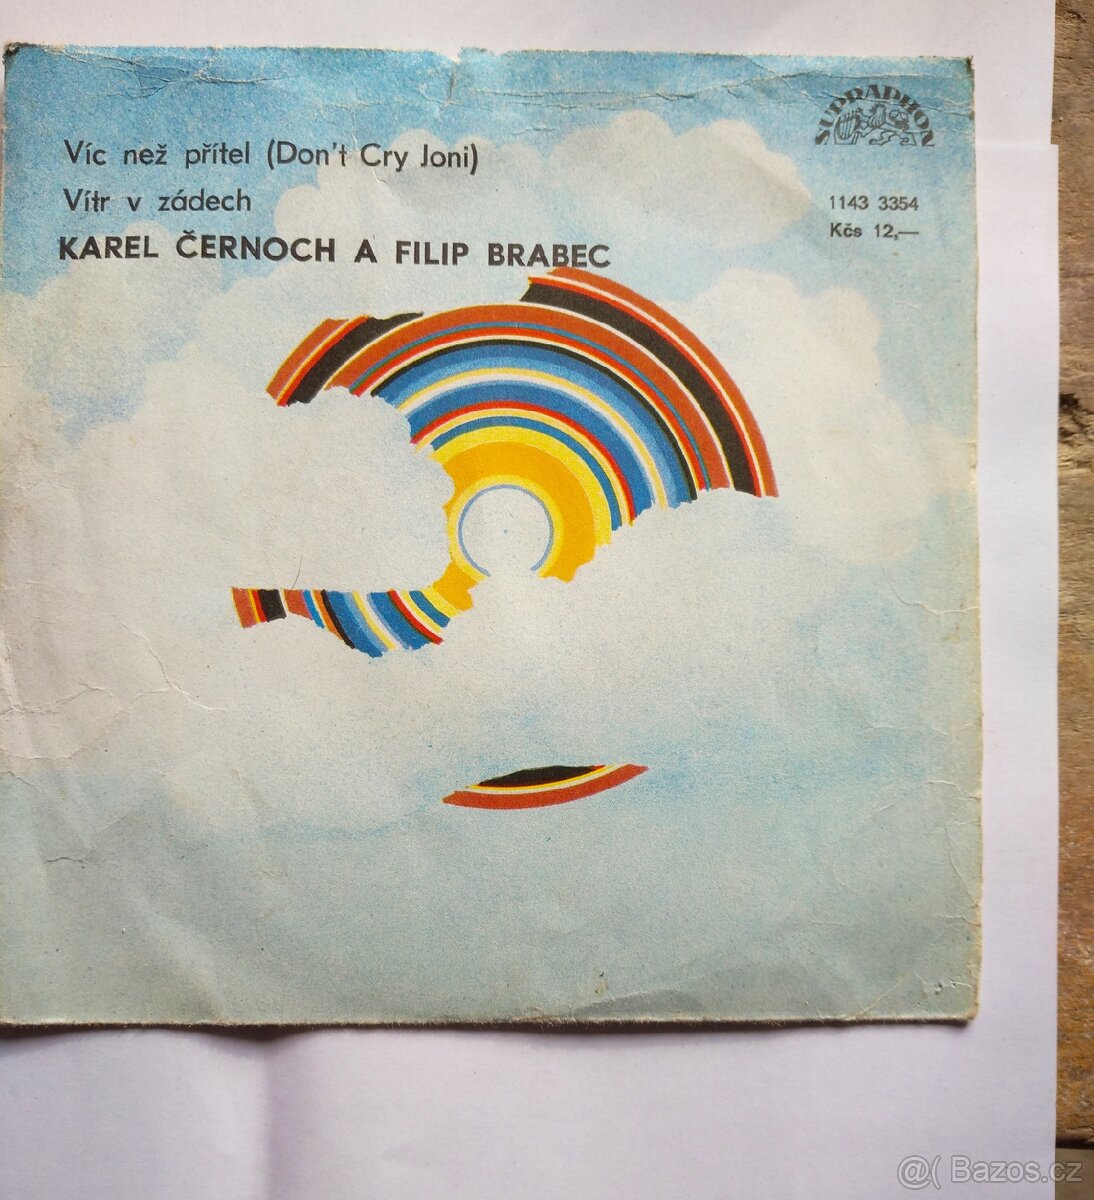 SUPRAPHON
Víc než přítel (Don't Cry Joni)
Vítr v zádech
KAREL ČERNOCH A FILIP BRABEC
1143 3354
Kčs 12,—
@( Bazos.cz